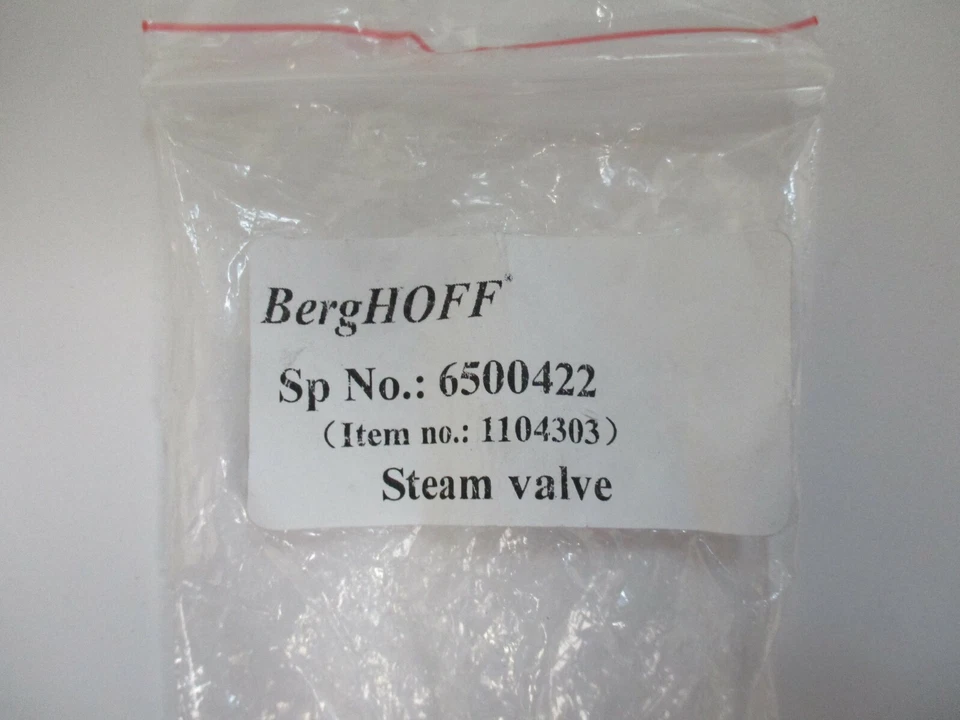 BergHOFF®
Sp No.: 6500422
(Item no.: 1104303)
Steam valve